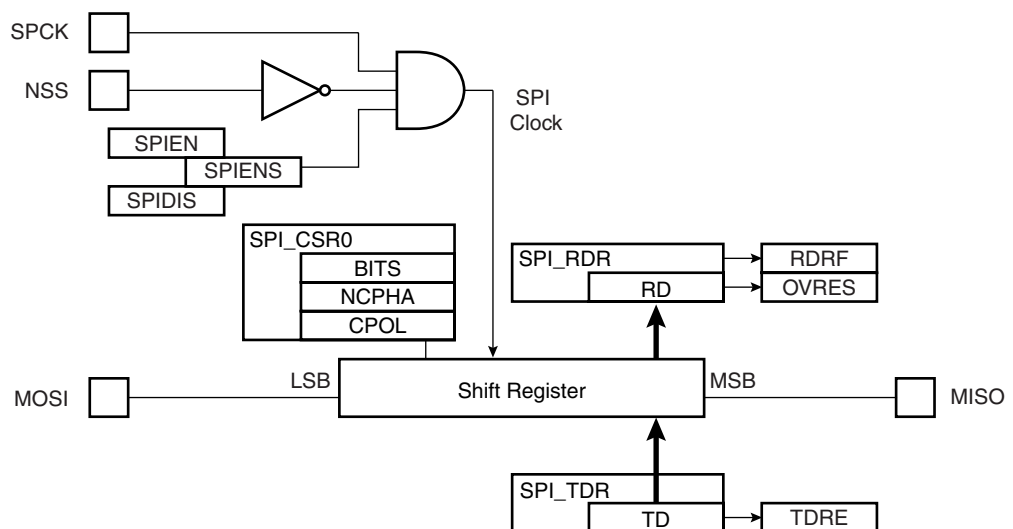 SPCK
NSS
SPI
Clock
SPIEN
SPIENS
SPIDIS
SPI_CSR0
BITS
NCPHA
CPOL
SPI_RDR
RD
RDRF
OVRES
MOSI
LSB
Shift Register
MSB
MISO
SPI_TDR
TD
TDRE